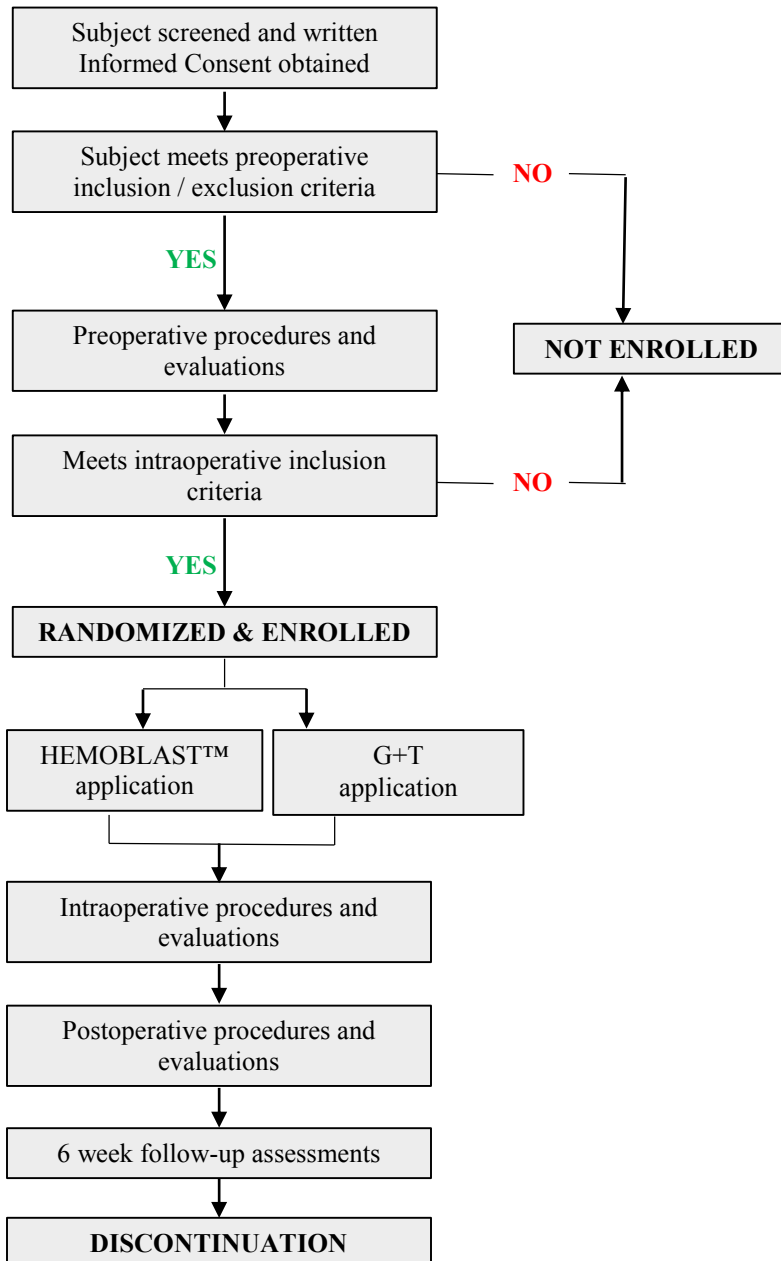 Subject screened and written
Informed Consent obtained
Subject meets preoperative
inclusion / exclusion criteria
NO
YES
Preoperative procedures and
evaluations
NOT ENROLLED
Meets intraoperative inclusion
criteria
NO
YES
RANDOMIZED & ENROLLED
HEMOBLAST™
application
G+T
application
Intraoperative procedures and
evaluations
Postoperative procedures and
evaluations
6 week follow-up assessments
DISCONTINUATION